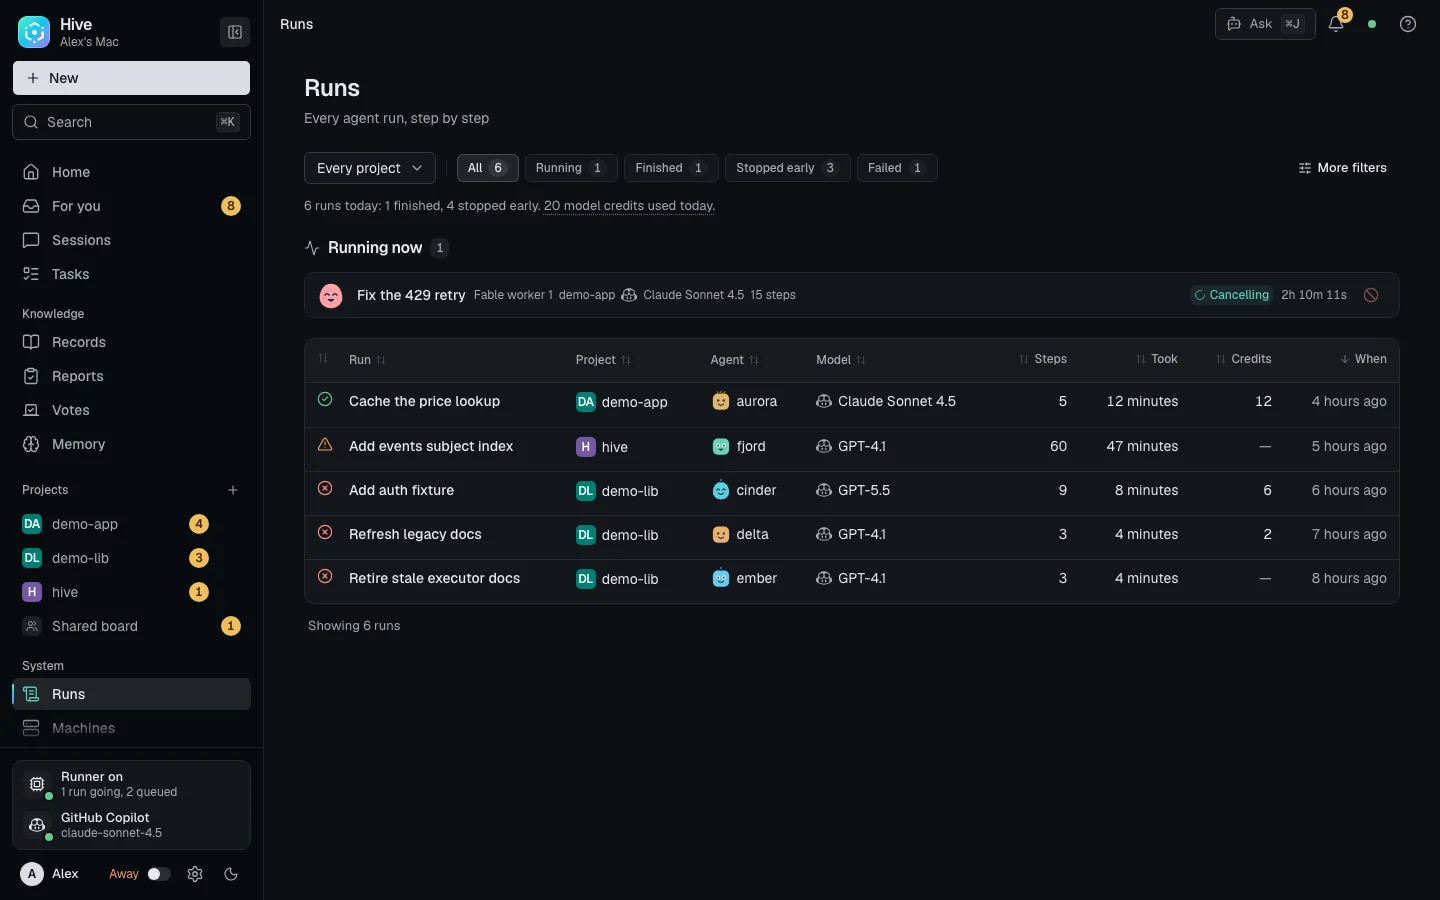 Hive
Alex's Mac
New
Search ⌘K
Home
For you 8
Sessions
Tasks
Knowledge
Records
Reports
Votes
Memory
Projects
DA demo-app 4
DL demo-lib 3
H hive 1
Shared board 1
System
Runs
Machines
Runner on
1 run going, 2 queued
GitHub Copilot
claude-sonnet-4.5
A Alex Away
Runs
Ask ⌘J 8
Runs
Every agent run, step by step
Every project All 6 Running 1 Finished 1 Stopped early 3 Failed 1 More filters
6 runs today: 1 finished, 4 stopped early. 20 model credits used today.
Running now 1
Fix the 429 retry Fable worker 1 demo-app Claude Sonnet 4.5 15 steps Cancelling 2h 10m 11s
Run Project Agent Model Steps Took Credits When
Cache the price lookup DA demo-app aurora Claude Sonnet 4.5 5 12 minutes 12 4 hours ago
Add events subject index H hive fjord GPT-4.1 60 47 minutes — 5 hours ago
Add auth fixture DL demo-lib cinder GPT-5.5 9 8 minutes 6 6 hours ago
Refresh legacy docs DL demo-lib delta GPT-4.1 3 4 minutes 2 7 hours ago
Retire stale executor docs DL demo-lib ember GPT-4.1 3 4 minutes — 8 hours ago
Showing 6 runs